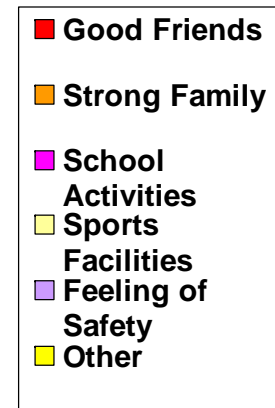 Good Friends
Strong Family
School
Activities
Sports
Facilities
Feeling of
Safety
Other